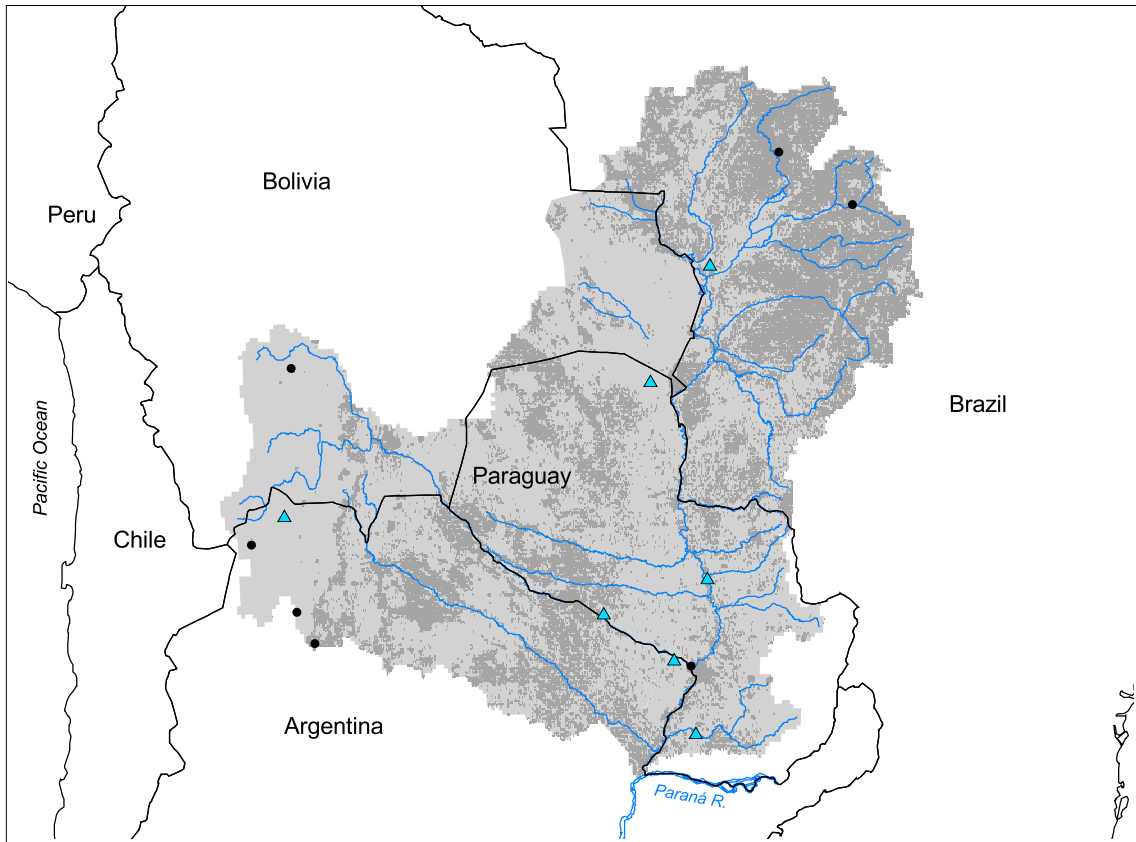 Bolivia
Peru
Brazil
Pacific Ocean
Paraguay
Chile
Argentina
Paraná R.